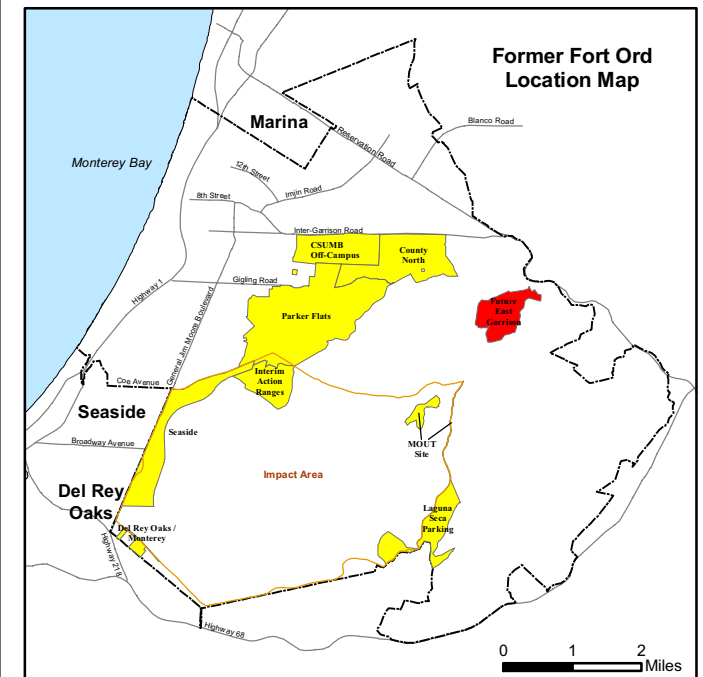 Former Fort Ord
Location Map
Marina
Blanco Road
Reservation Road
Monterey Bay
12th Street
Imjin Road
8th Street
Inter-Garrison Road
CSUMB
Off-Campus
County
North
Gigling Road
Highway 1
General Jim Moore Boulevard
Future
East
Garrison
Parker Flats
Interim
Action
Ranges
Coe Avenue
Seaside
Seaside
Broadway Avenue
MOUT
Site
Impact Area
Del Rey
Oaks
Laguna
Seca
Parking
Del Rey Oaks /
Monterey
Highway 218
Highway 68
0 1 2
Miles